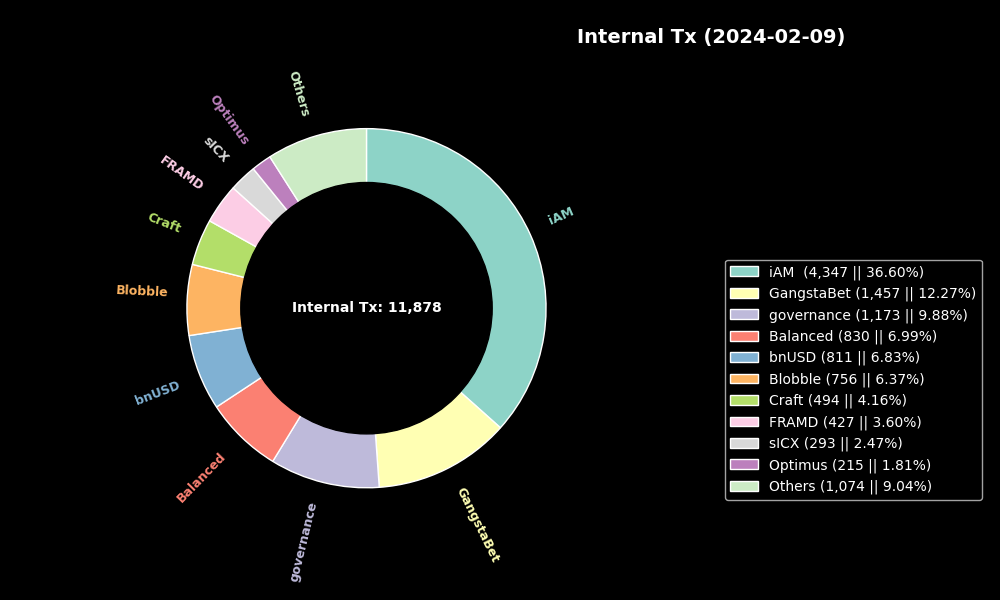 Internal Tx (2024-02-09)
Others
Optimus
sICX
FRAMD
Craft
Blobble
bnUSD
Balanced
governance
GangstaBet
iAM
Internal Tx: 11,878
iAM  (4,347 || 36.60%)
GangstaBet (1,457 || 12.27%)
governance (1,173 || 9.88%)
Balanced (830 || 6.99%)
bnUSD (811 || 6.83%)
Blobble (756 || 6.37%)
Craft (494 || 4.16%)
FRAMD (427 || 3.60%)
sICX (293 || 2.47%)
Optimus (215 || 1.81%)
Others (1,074 || 9.04%)